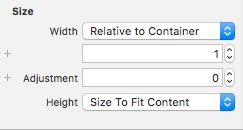 Size
Width Relative to Container
+ 1
+ Adjustment 0
Height Size To Fit Content